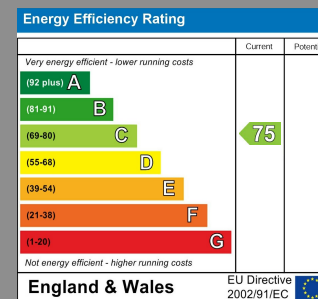 Energy Efficiency Rating
Current Potent
Very energy efficient - lower running costs
(92 plus) A
(81-91) B
(69-80) C 75
(55-68) D
(39-54) E
(21-38) F
(1-20) G
Not energy efficient - higher running costs
England & Wales
EU Directive
2002/91/EC